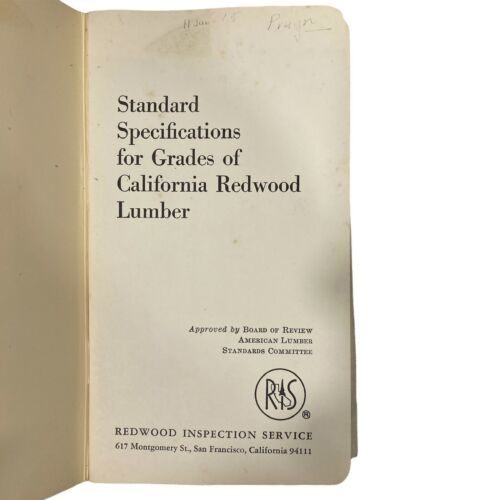 Standard
Specifications
for Grades of
California Redwood
Lumber
Approved by BOARD OF REVIEW
AMERICAN LUMBER
STANDARDS COMMITTEE
RIS
®
REDWOOD INSPECTION SERVICE
617 Montgomery St., San Francisco, California 94111